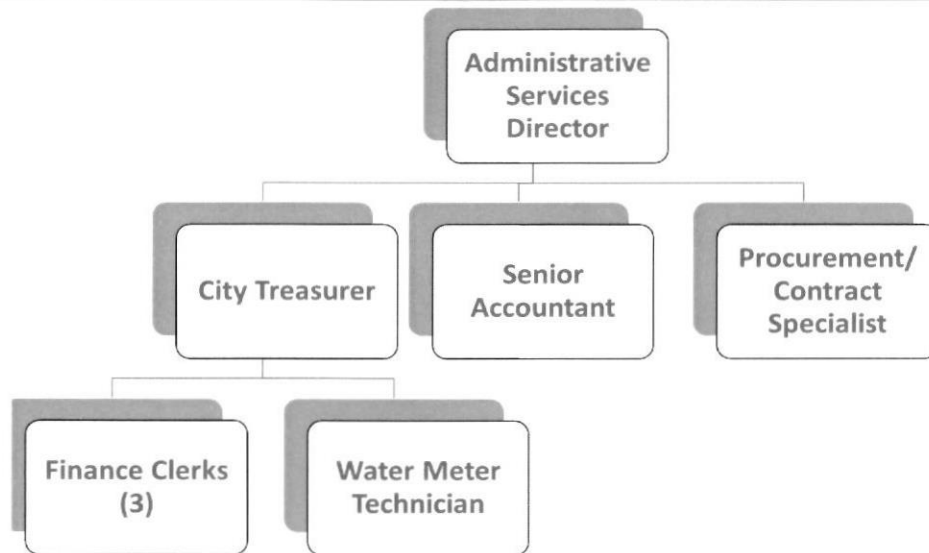 Administrative
Services
Director
City Treasurer
Senior
Accountant
Procurement/
Contract
Specialist
Finance Clerks
(3)
Water Meter
Technician